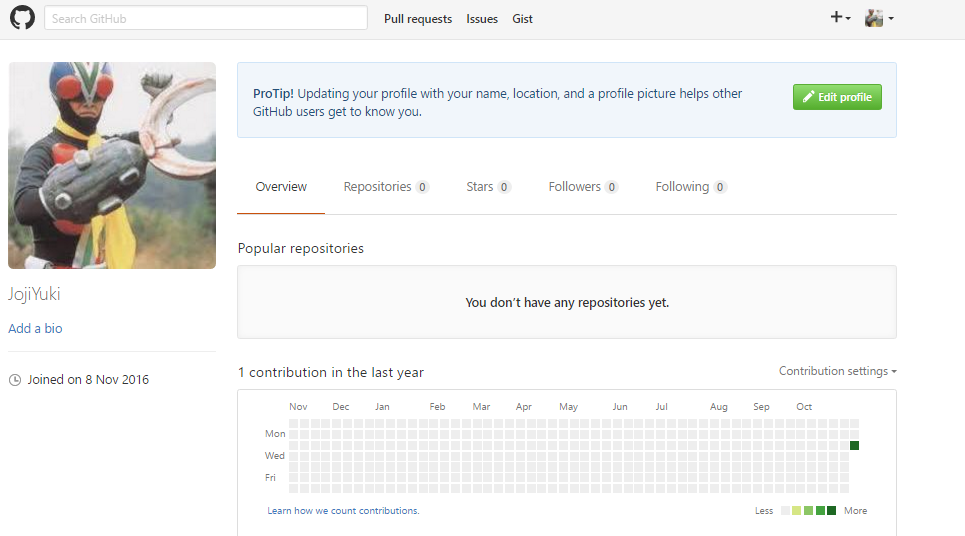 Search GitHub
Pull requests
Issues
Gist
ProTip! Updating your profile with your name, location, and a profile picture helps other
GitHub users get to know you.
Edit profile
Overview
Repositories 0
Stars 0
Followers 0
Following 0
JojiYuki
Add a bio
Joined on 8 Nov 2016
Popular repositories
You don’t have any repositories yet.
1 contribution in the last year
Contribution settings
Nov Dec Jan Feb Mar Apr May Jun Jul Aug Sep Oct
Mon
Wed
Fri
Learn how we count contributions.
Less More